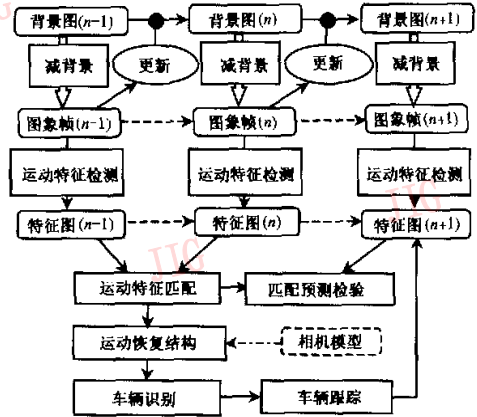 背景图(n-1) 背景图(n) 背景图(n+1)
减背景 更新 减背景 更新 减背景
图象帧(n-1) 图象帧(n) 图象帧(n+1)
运动特征检测 运动特征检测 运动特征检测
特征图(n-1) 特征图(n) 特征图(n+1)
JIG
JIG
运动特征匹配 匹配预测检验
运动恢复结构 相机模型
车辆识别 车辆跟踪